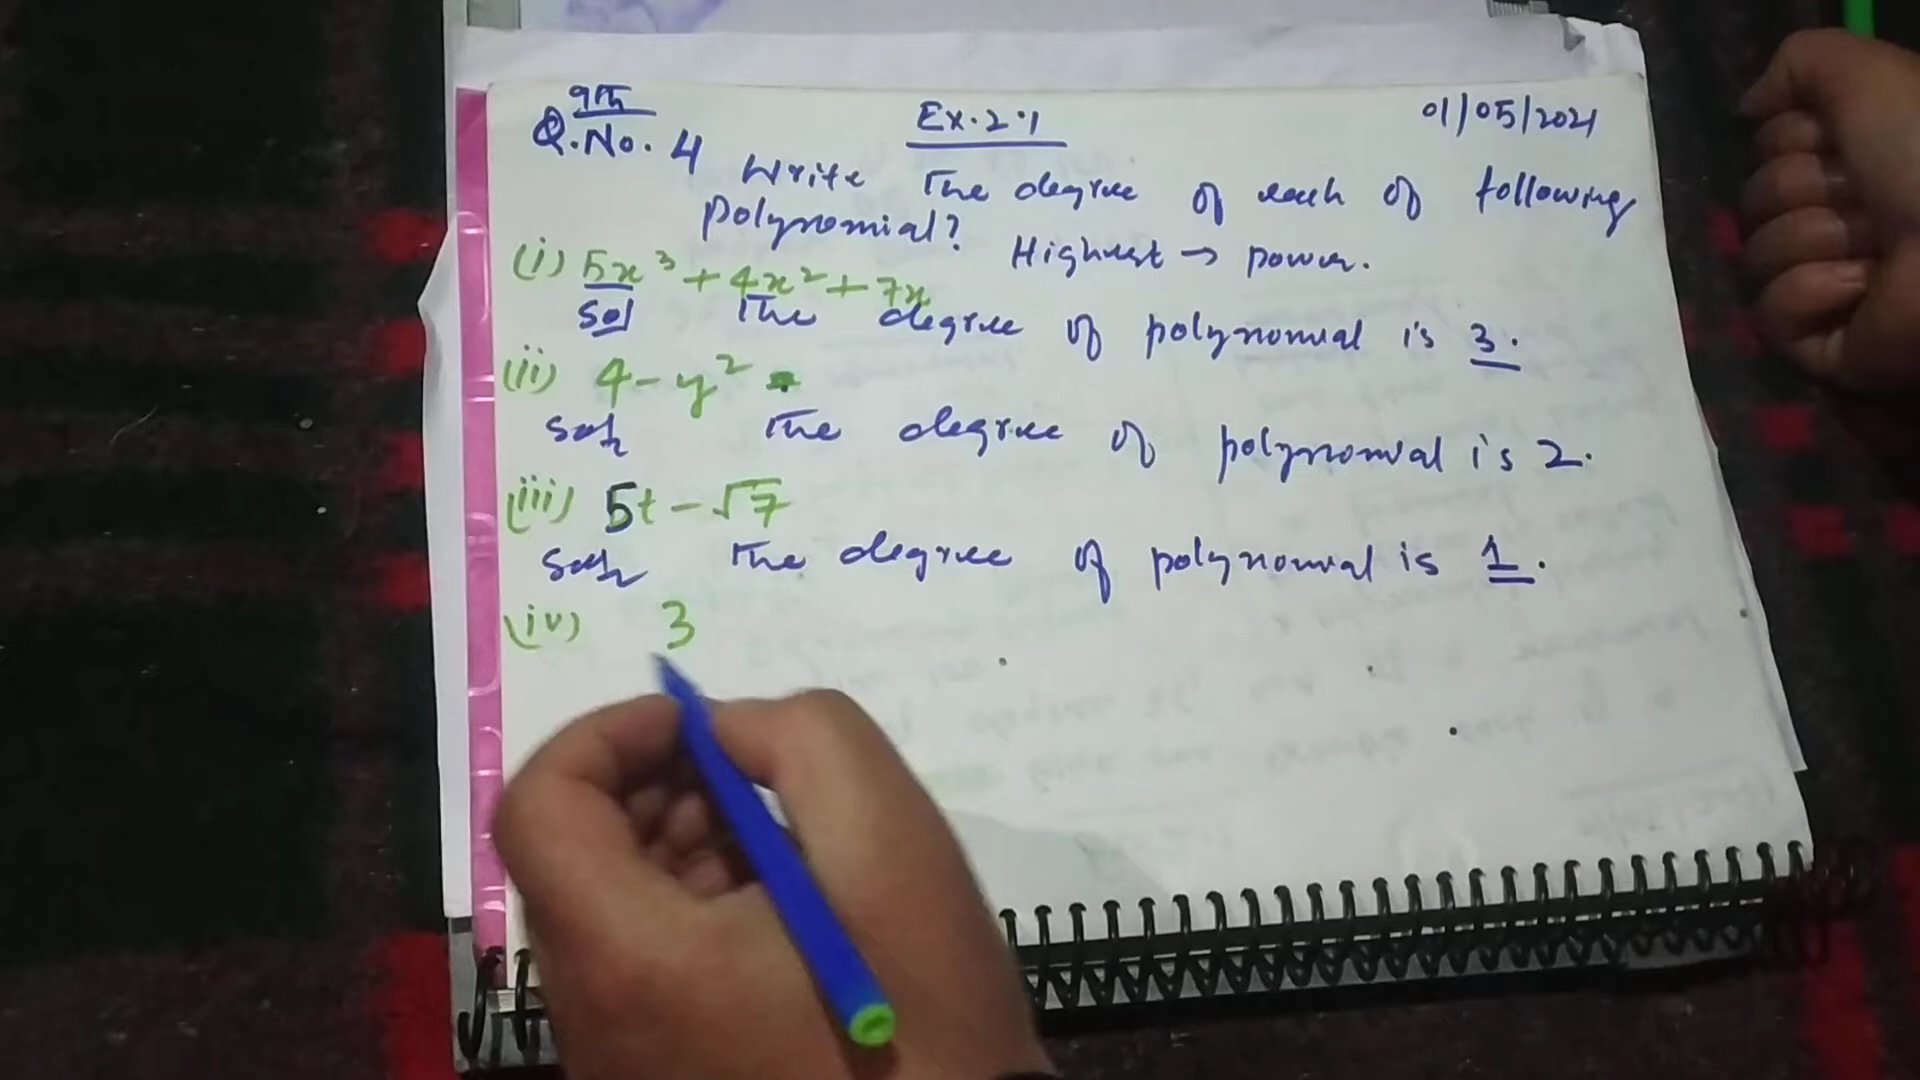 9th Ex.2.1 01/05/2021
Q.No. 4 Write the degree of each of following
polynomial? Highest → power.
(i) 5x³ + 4x² + 7x
Sol The degree of polynomial is 3.
(ii) 4 - y²
Soln The degree of polynomial is 2.
(iii) 5t - √7
Soln The degree of polynomial is 1.
(iv) 3